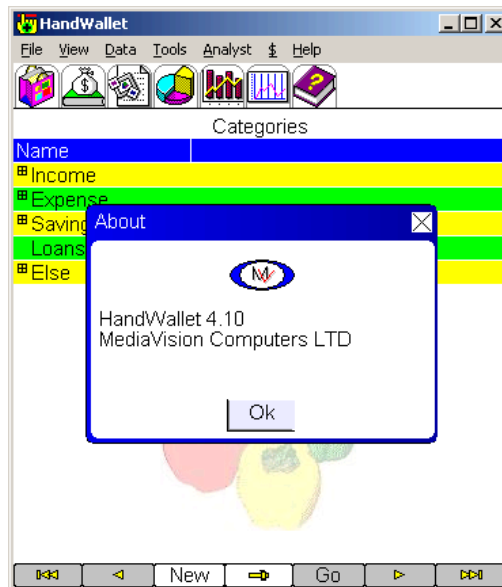 HandWallet
File View Data Tools Analyst $ Help
$ ?
Categories
Name
Income
Expense
Saving
Loans
Else
About
M
HandWallet 4.10
MediaVision Computers LTD
Ok
New Go